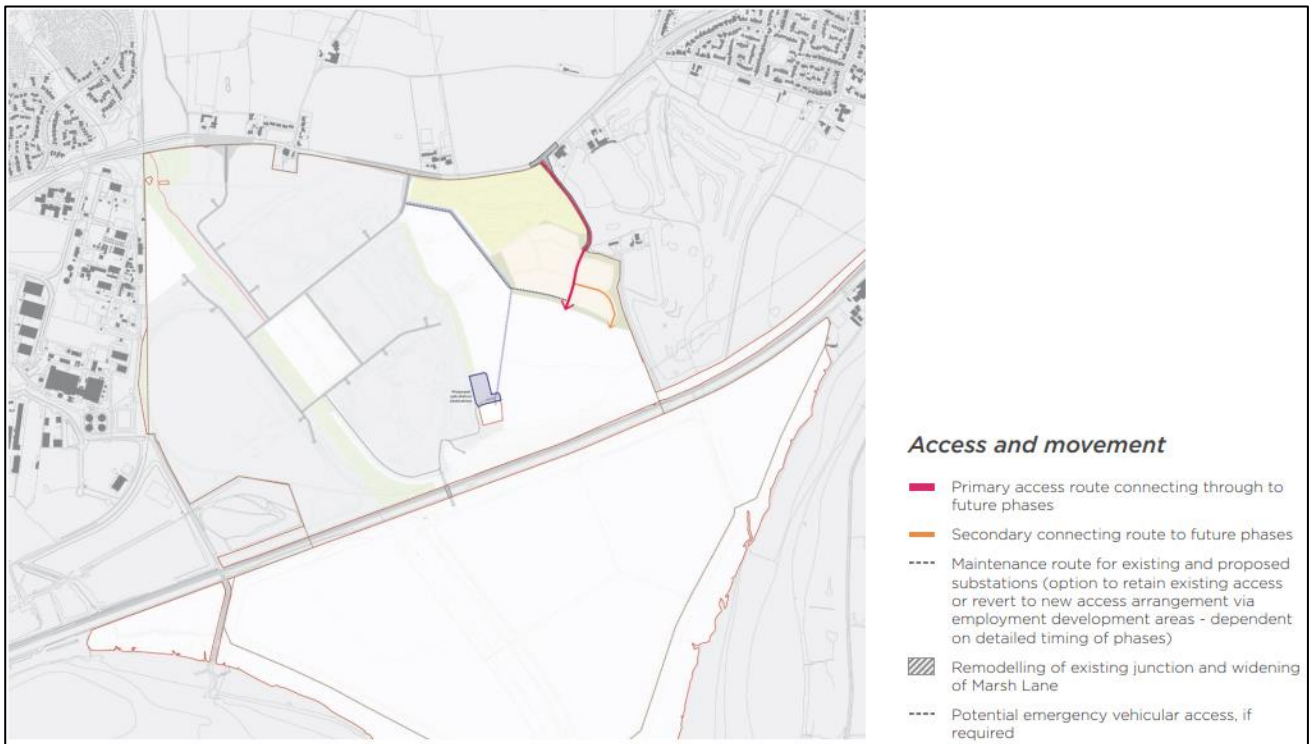 Principal
substation
Access and movement
Primary access route connecting through to
future phases
Secondary connecting route to future phases
Maintenance route for existing and proposed
substations (option to retain existing access
or revert to new access arrangement via
employment development areas - dependent
on detailed timing of phases)
Remodelling of existing junction and widening
of Marsh Lane
Potential emergency vehicular access, if
required